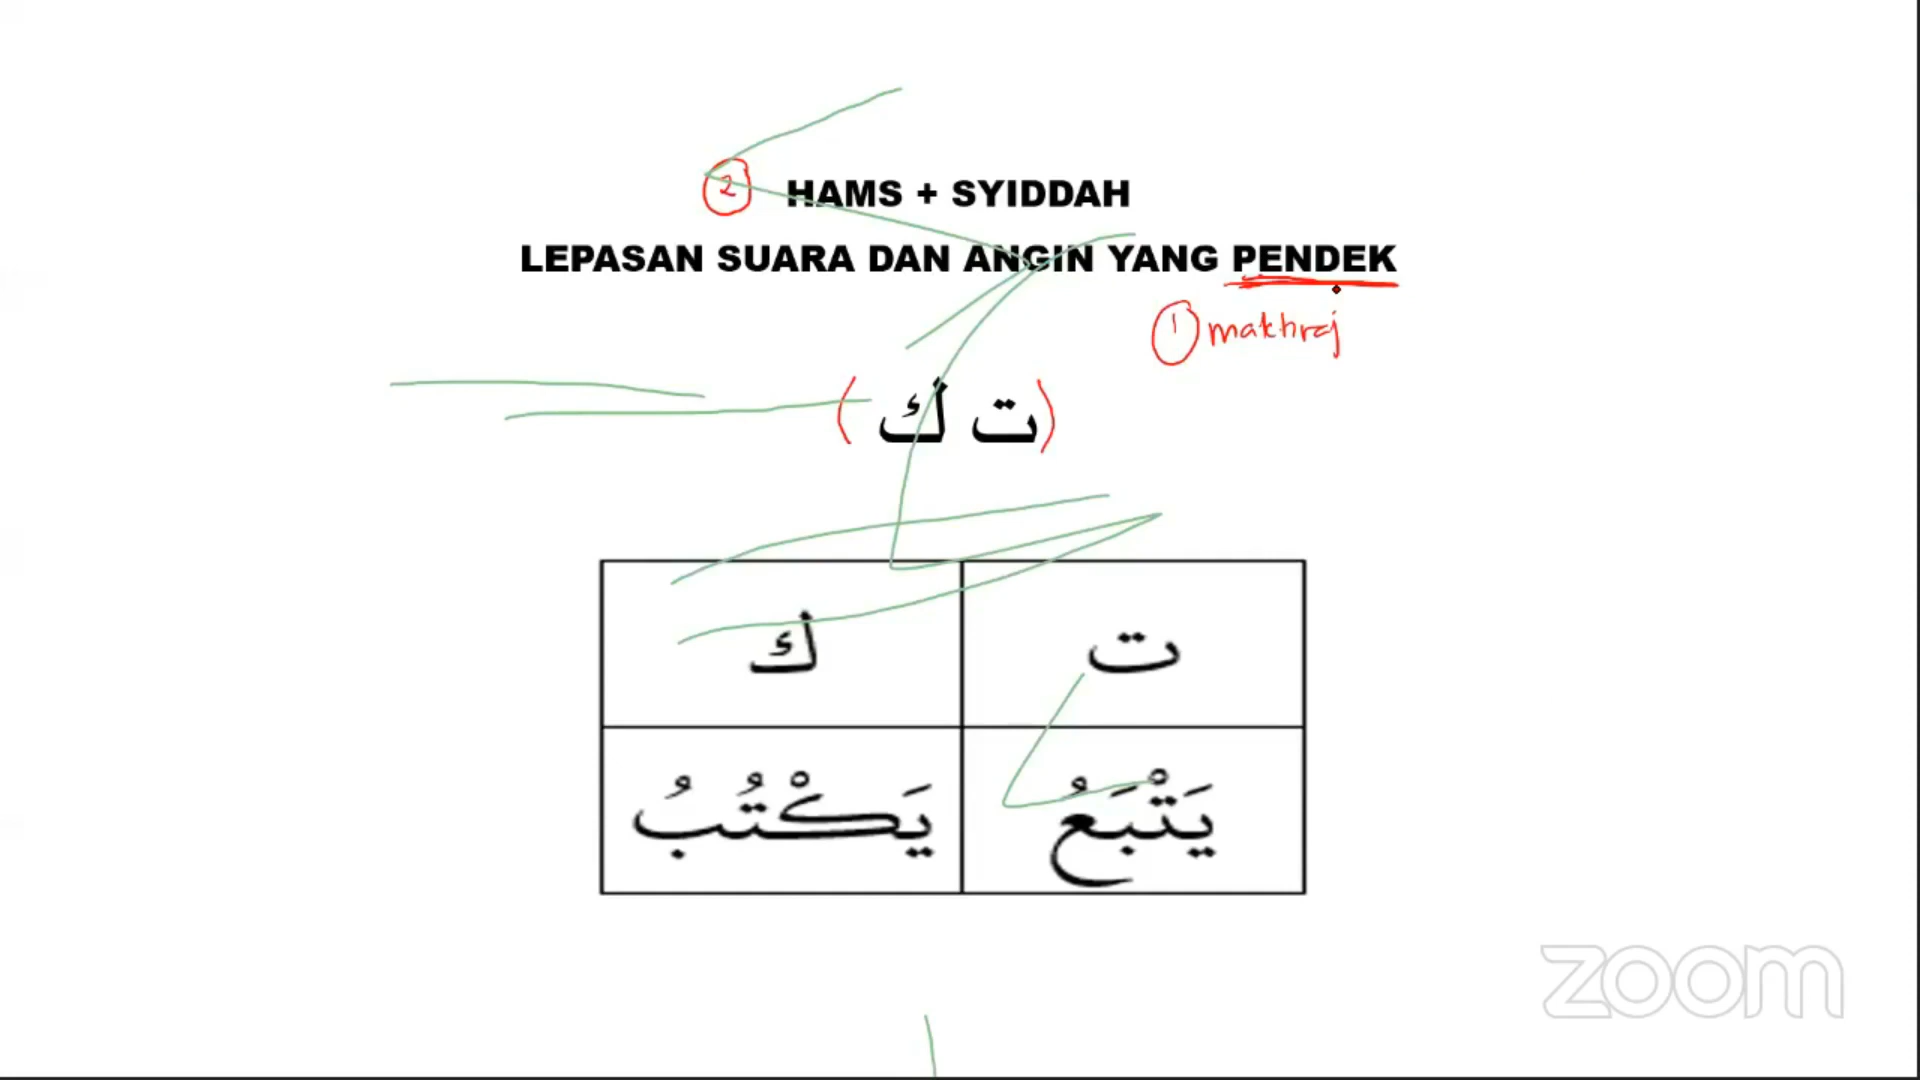 2 HAMS + SYIDDAH
LEPASAN SUARA DAN ANGIN YANG PENDEK
1 makhraj
(ت ك)
ت ك
يَتْبَعُ يَكْتُبُ
zoom